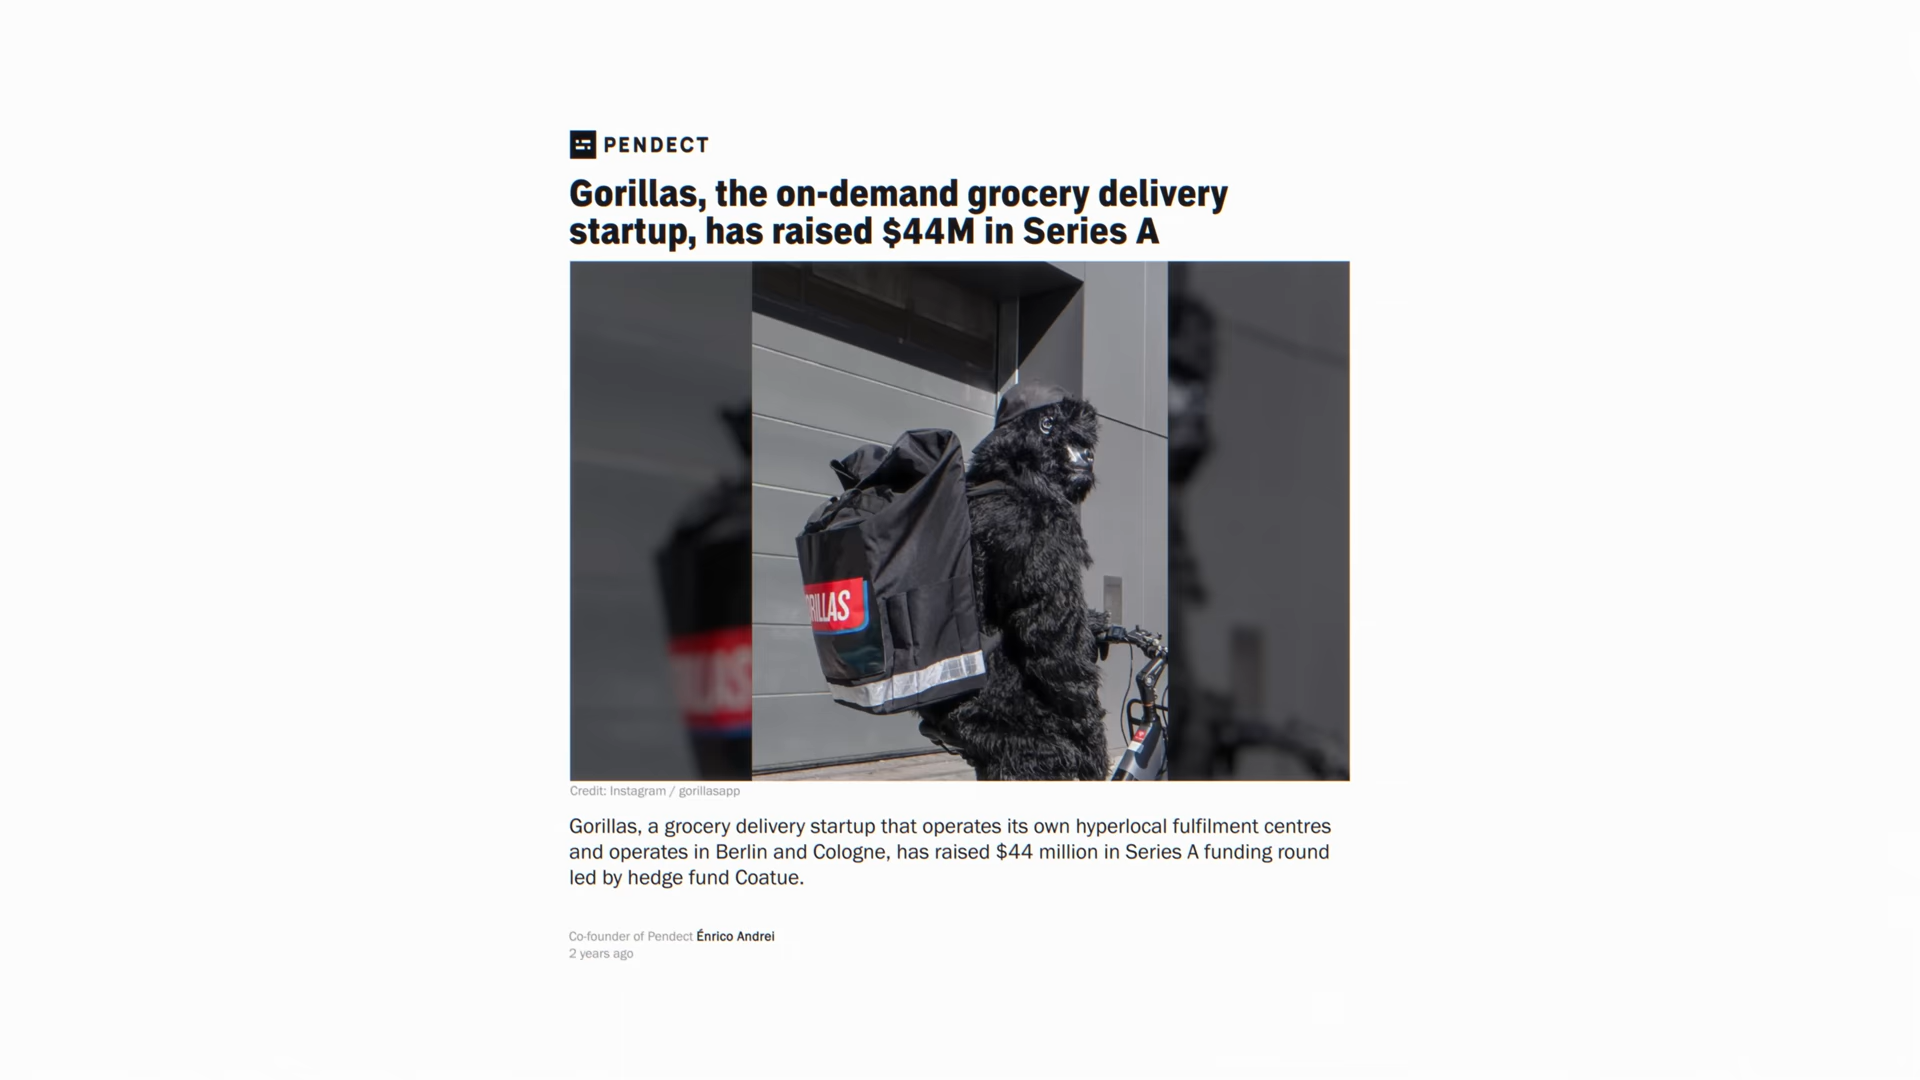 PENDECT
Gorillas, the on-demand grocery delivery
startup, has raised $44M in Series A
RILLAS
Credit: Instagram / gorillasapp
Gorillas, a grocery delivery startup that operates its own hyperlocal fulfilment centres
and operates in Berlin and Cologne, has raised $44 million in Series A funding round
led by hedge fund Coatue.
Co-founder of Pendect Énrico Andrei
2 years ago